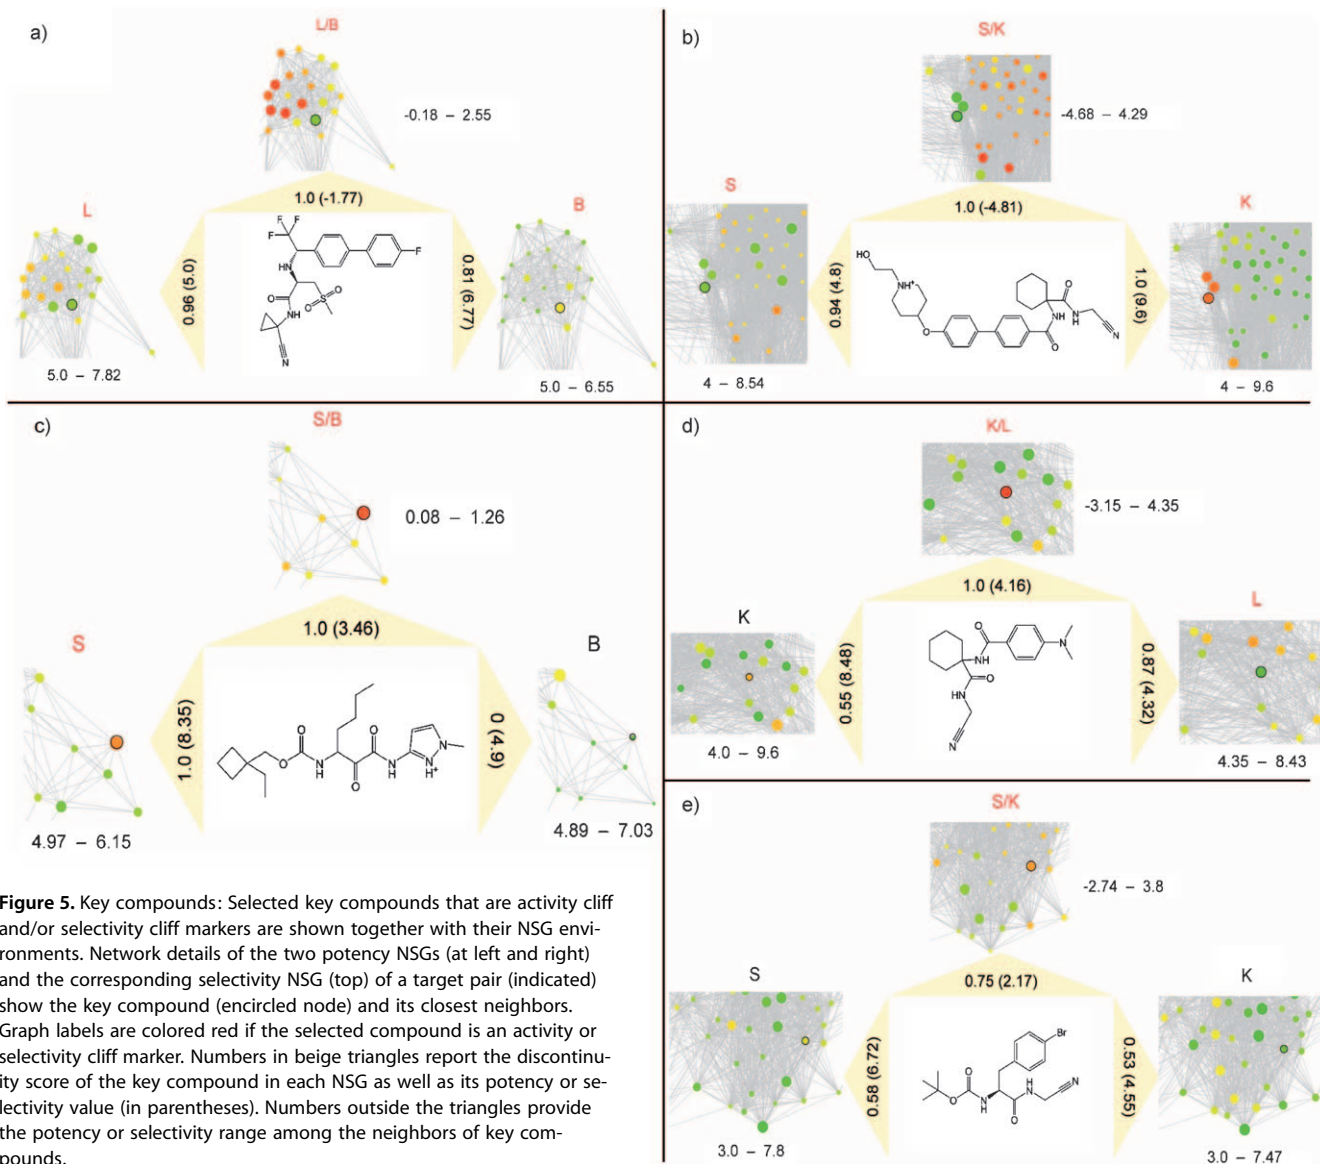 a)
L/B
-0.18 – 2.55
L
B
1.0 (-1.77)
0.96 (5.0)
0.81 (6.77)
F
F
F
F
HN
O
S
O
O
NH
N
5.0 – 7.82
5.0 – 6.55
b)
S/K
-4.68 – 4.29
S
K
1.0 (-4.81)
0.94 (4.8)
1.0 (9.6)
HO
NH+
O
O
NH
O
N
H
N
4 – 8.54
4 – 9.6
c)
S/B
0.08 – 1.26
S
B
1.0 (3.46)
1.0 (8.35)
0 (4.9)
O
O
N
H
O
O
N
H
N
N+
H
4.97 – 6.15
4.89 – 7.03
d)
K/L
-3.15 – 4.35
K
L
1.0 (4.16)
0.55 (8.48)
0.87 (4.32)
O
N
NH
O
HN
N
4.0 – 9.6
4.35 – 8.43
e)
S/K
-2.74 – 3.8
S
K
0.75 (2.17)
0.58 (6.72)
0.53 (4.55)
Br
O
O
N
H
H
N
O
N
3.0 – 7.8
3.0 – 7.47
Figure 5. Key compounds: Selected key compounds that are activity cliff
and/or selectivity cliff markers are shown together with their NSG envi-
ronments. Network details of the two potency NSGs (at left and right)
and the corresponding selectivity NSG (top) of a target pair (indicated)
show the key compound (encircled node) and its closest neighbors.
Graph labels are colored red if the selected compound is an activity or
selectivity cliff marker. Numbers in beige triangles report the discontinu-
ity score of the key compound in each NSG as well as its potency or se-
lectivity value (in parentheses). Numbers outside the triangles provide
the potency or selectivity range among the neighbors of key com-
pounds.